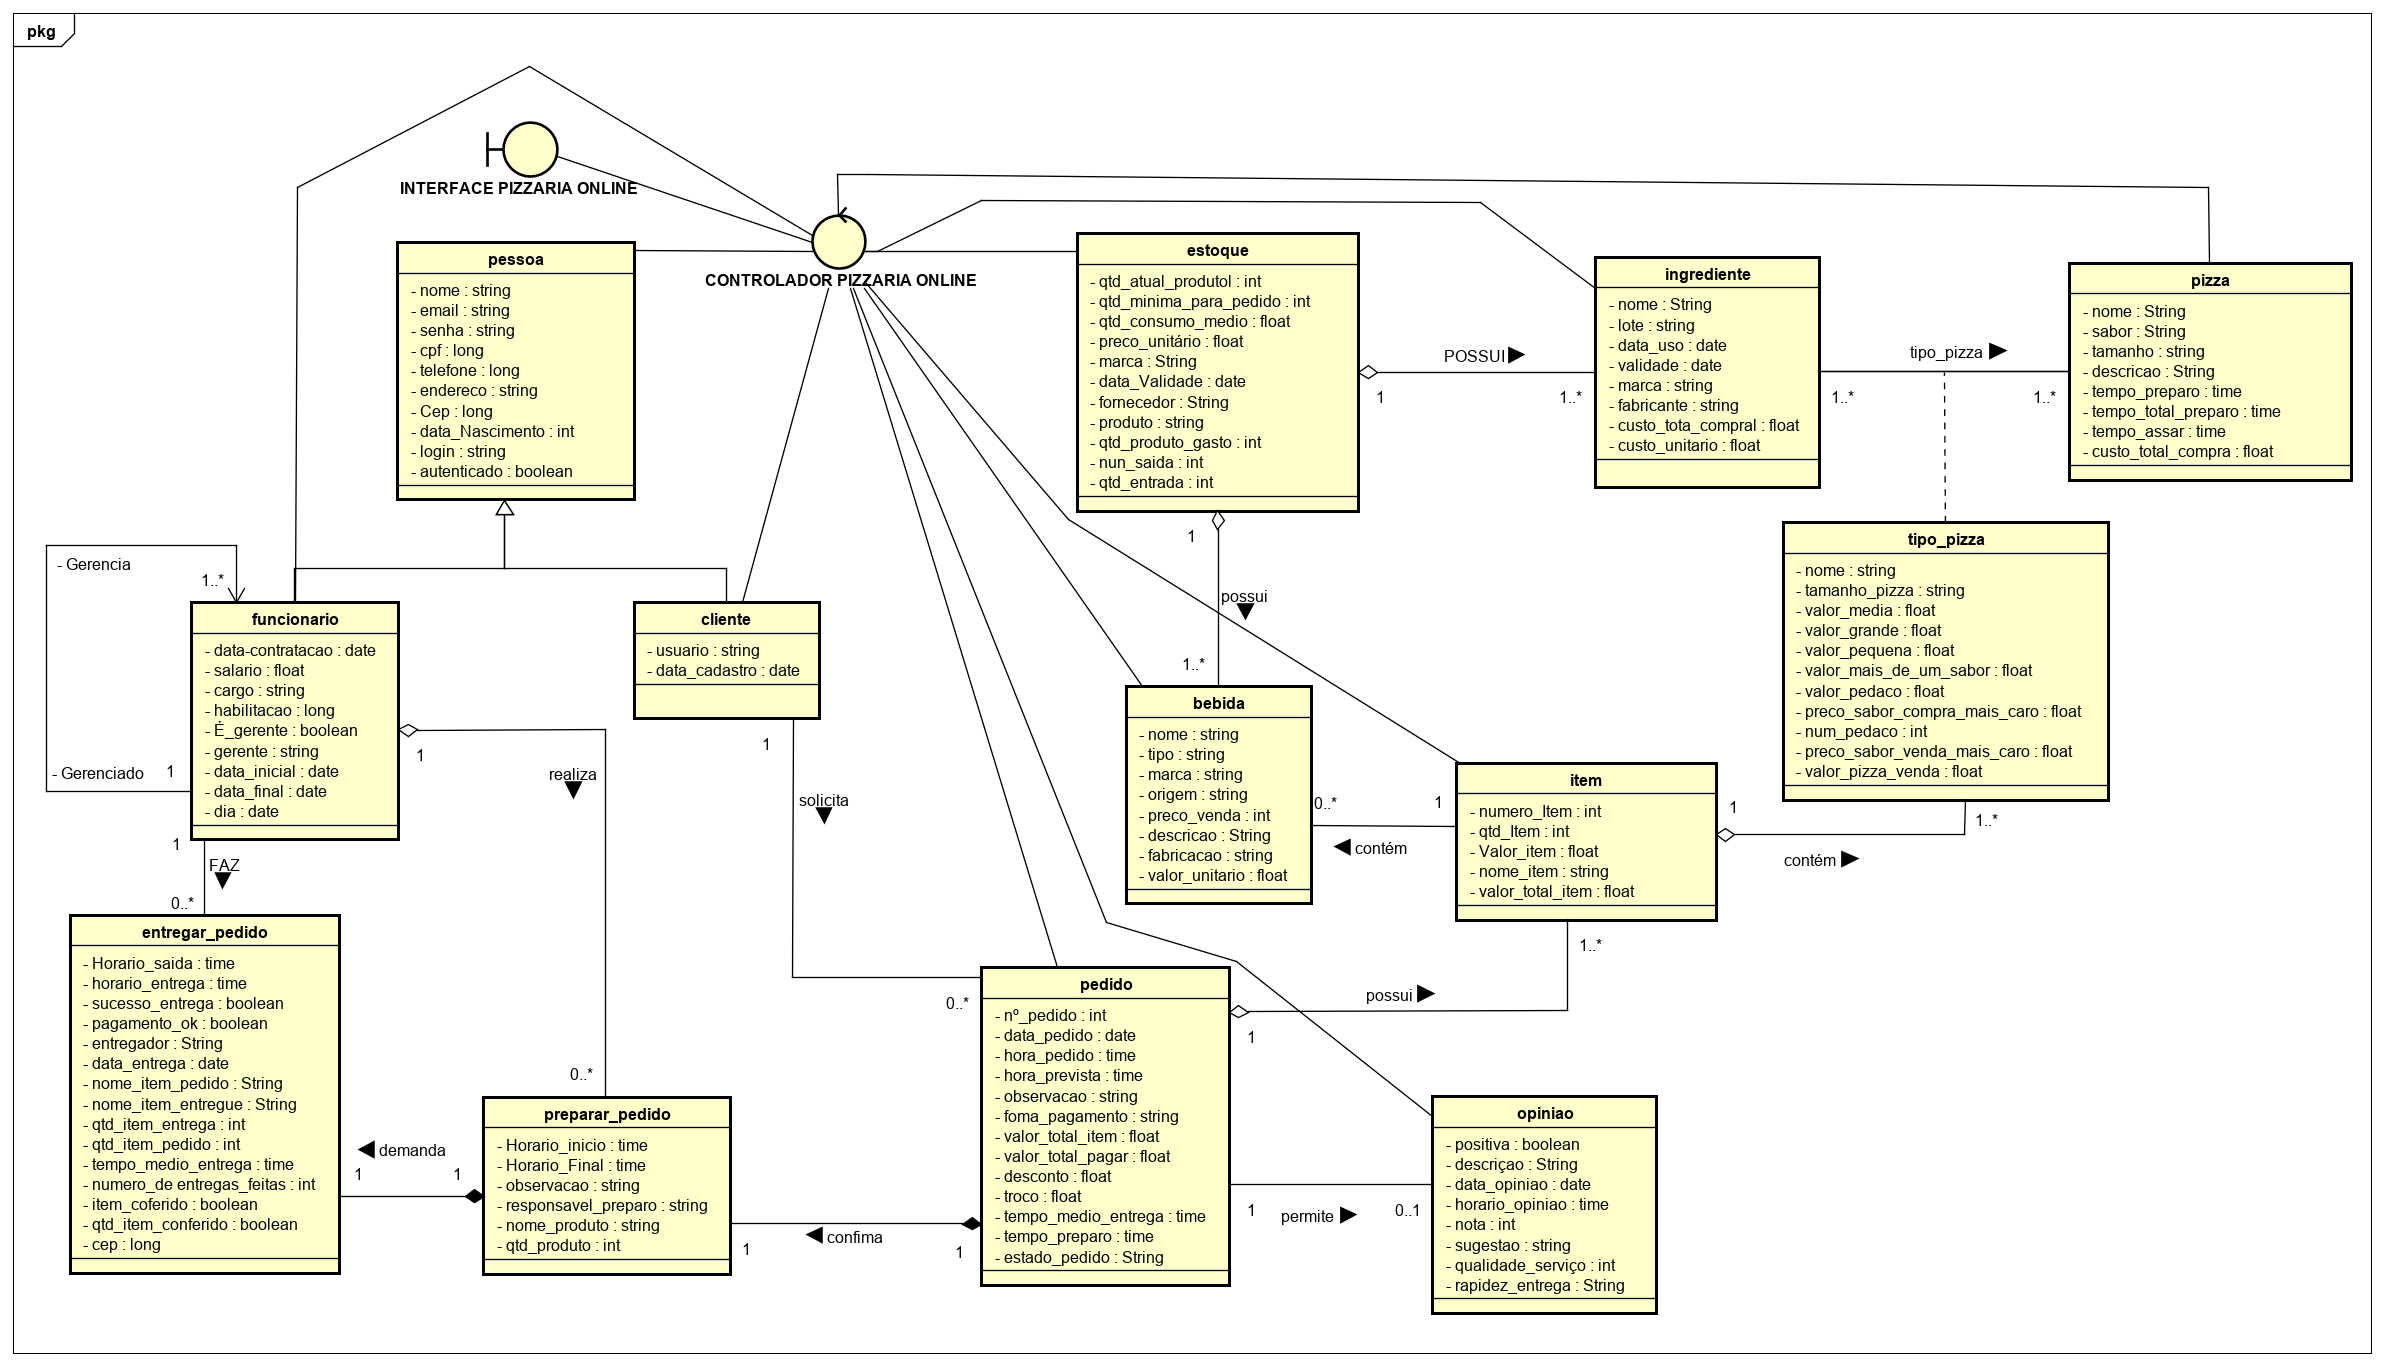 pkg
INTERFACE PIZZARIA ONLINE
CONTROLADOR PIZZARIA ONLINE
pessoa
- nome : string
- email : string
- senha : string
- cpf : long
- telefone : long
- endereco : string
- Cep : long
- data_Nascimento : int
- login : string
- autenticado : boolean
estoque
- qtd_atual_produtol : int
- qtd_minima_para_pedido : int
- qtd_consumo_medio : float
- preco_unitário : float
- marca : String
- data_Validade : date
- fornecedor : String
- produto : string
- qtd_produto_gasto : int
- nun_saida : int
- qtd_entrada : int
POSSUI
1
1..*
ingrediente
- nome : String
- lote : string
- data_uso : date
- validade : date
- marca : string
- fabricante : string
- custo_tota_compral : float
- custo_unitario : float
tipo_pizza
1..*
1..*
pizza
- nome : String
- sabor : String
- tamanho : string
- descricao : String
- tempo_preparo : time
- tempo_total_preparo : time
- tempo_assar : time
- custo_total_compra : float
tipo_pizza
- nome : string
- tamanho_pizza : string
- valor_media : float
- valor_grande : float
- valor_pequena : float
- valor_mais_de_um_sabor : float
- valor_pedaco : float
- preco_sabor_compra_mais_caro : float
- num_pedaco : int
- preco_sabor_venda_mais_caro : float
- valor_pizza_venda : float
- Gerencia
1..*
- Gerenciado
1
funcionario
- data-contratacao : date
- salario : float
- cargo : string
- habilitacao : long
- É_gerente : boolean
- gerente : string
- data_inicial : date
- data_final : date
- dia : date
1
realiza
0..*
cliente
- usuario : string
- data_cadastro : date
1
solicita
0..*
1
possui
1..*
bebida
- nome : string
- tipo : string
- marca : string
- origem : string
- preco_venda : int
- descricao : String
- fabricacao : string
- valor_unitario : float
0..*
1
contém
item
- numero_Item : int
- qtd_Item : int
- Valor_item : float
- nome_item : string
- valor_total_item : float
1
1..*
contém
1..*
possui
1
1
FAZ
0..*
entregar_pedido
- Horario_saida : time
- horario_entrega : time
- sucesso_entrega : boolean
- pagamento_ok : boolean
- entregador : String
- data_entrega : date
- nome_item_pedido : String
- nome_item_entregue : String
- qtd_item_entrega : int
- qtd_item_pedido : int
- tempo_medio_entrega : time
- numero_de entregas_feitas : int
- item_coferido : boolean
- qtd_item_conferido : boolean
- cep : long
demanda
1
1
preparar_pedido
- Horario_inicio : time
- Horario_Final : time
- observacao : string
- responsavel_preparo : string
- nome_produto : string
- qtd_produto : int
1
confima
1
pedido
- nº_pedido : int
- data_pedido : date
- hora_pedido : time
- hora_prevista : time
- observacao : string
- foma_pagamento : string
- valor_total_item : float
- valor_total_pagar : float
- desconto : float
- troco : float
- tempo_medio_entrega : time
- tempo_preparo : time
- estado_pedido : String
1
permite
0..1
opiniao
- positiva : boolean
- descriçao : String
- data_opiniao : date
- horario_opiniao : time
- nota : int
- sugestao : string
- qualidade_serviço : int
- rapidez_entrega : String